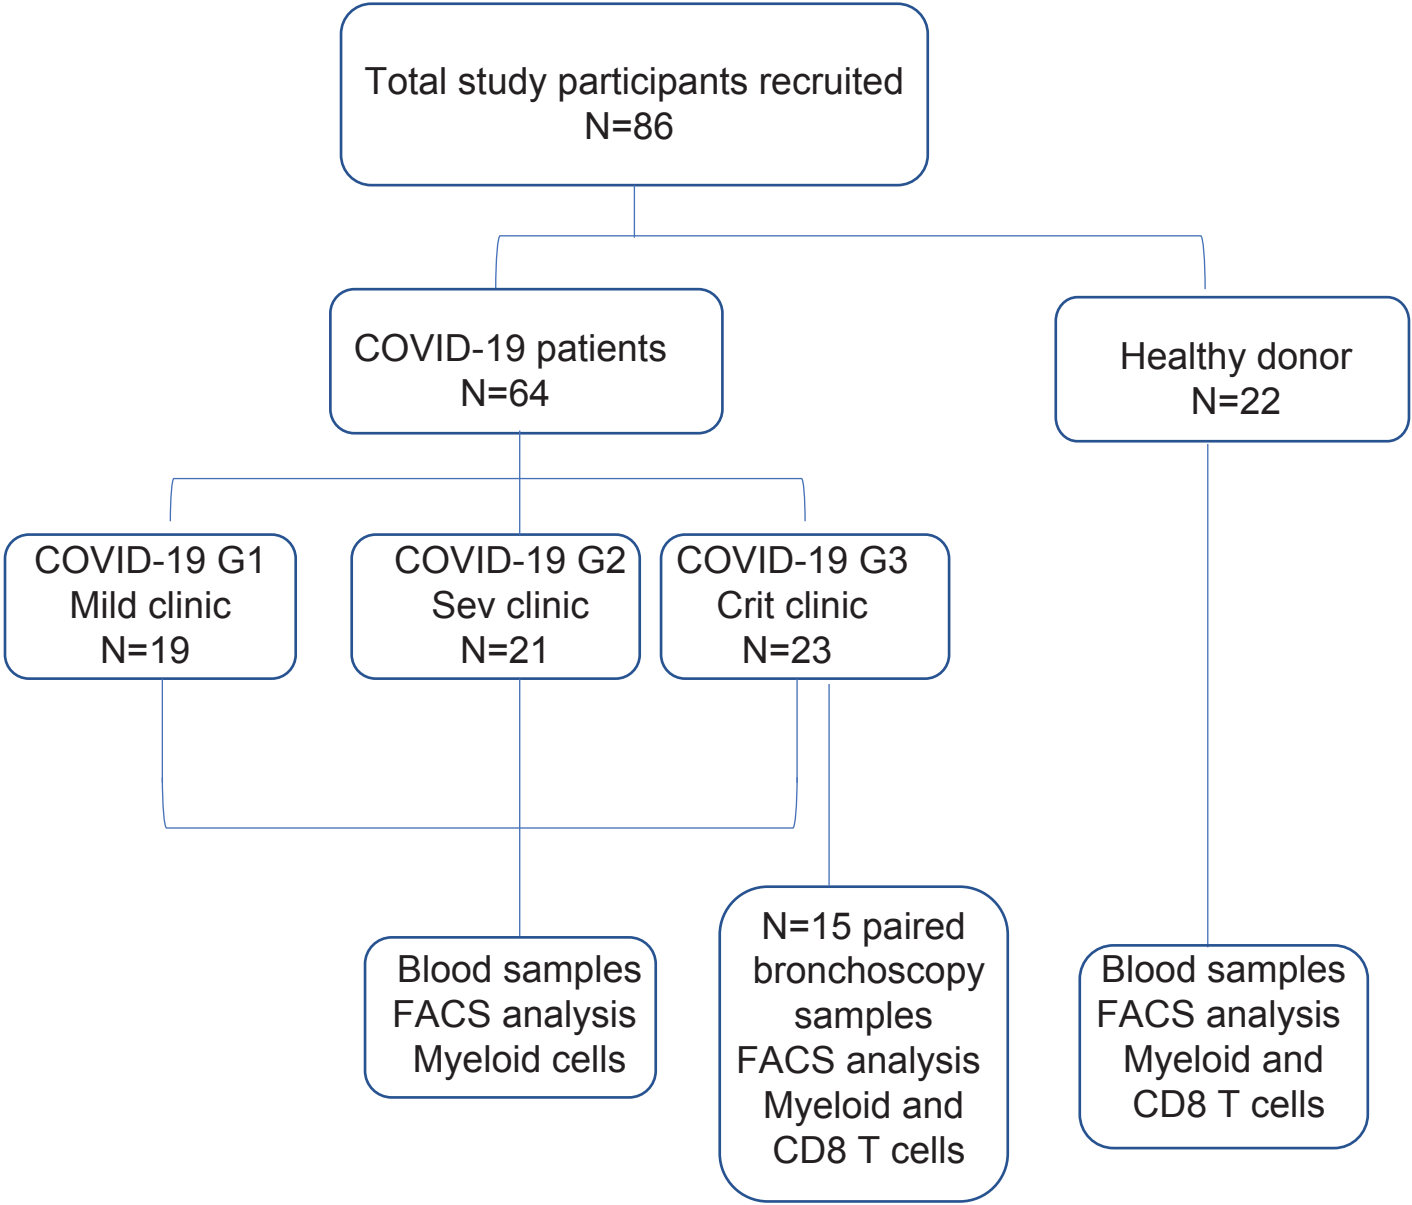 Total study participants recruited
N=86
COVID-19 patients
N=64
Healthy donor
N=22
COVID-19 G1
Mild clinic
N=19
COVID-19 G2
Sev clinic
N=21
COVID-19 G3
Crit clinic
N=23
Blood samples
FACS analysis
Myeloid cells
N=15 paired
bronchoscopy
samples
FACS analysis
Myeloid and
CD8 T cells
Blood samples
FACS analysis
Myeloid and
CD8 T cells